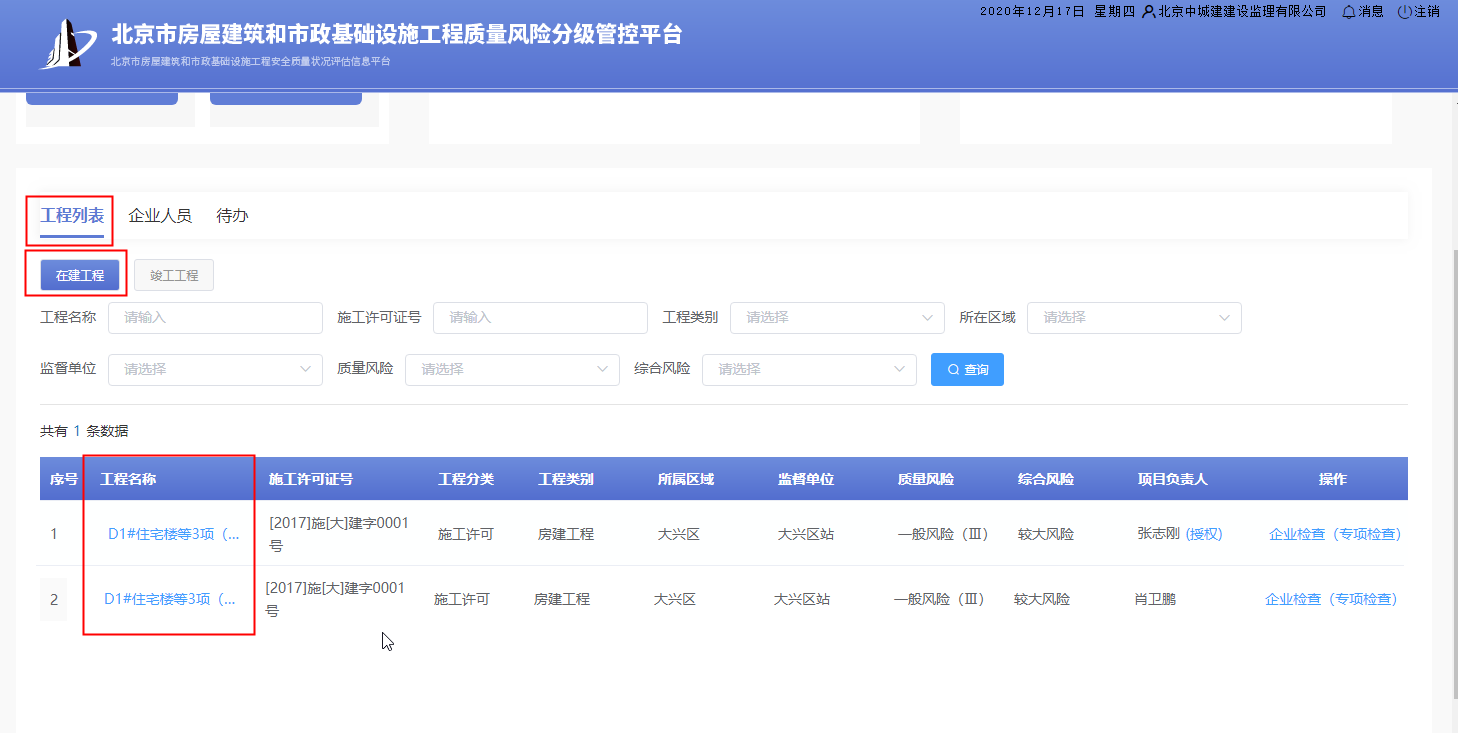 2020年12月17日 星期四 北京中城建建设监理有限公司 消息 注销
北京市房屋建筑和市政基础设施工程质量风险分级管控平台
北京市房屋建筑和市政基础设施工程安全质量状况评估信息平台
工程列表 企业人员 待办
在建工程 竣工工程
工程名称 请输入 施工许可证号 请输入 工程类别 请选择 所在区域 请选择
监督单位 请选择 质量风险 请选择 综合风险 请选择 查询
共有 1 条数据
序号 工程名称 施工许可证号 工程分类 工程类别 所属区域 监督单位 质量风险 综合风险 项目负责人 操作
1 D1#住宅楼等3项（... [2017]施[大]建字0001号 施工许可 房建工程 大兴区 大兴区站 一般风险（Ⅲ） 较大风险 张志刚 (授权) 企业检查（专项检查）
2 D1#住宅楼等3项（... [2017]施[大]建字0001号 施工许可 房建工程 大兴区 大兴区站 一般风险（Ⅲ） 较大风险 肖卫鹏 企业检查（专项检查）